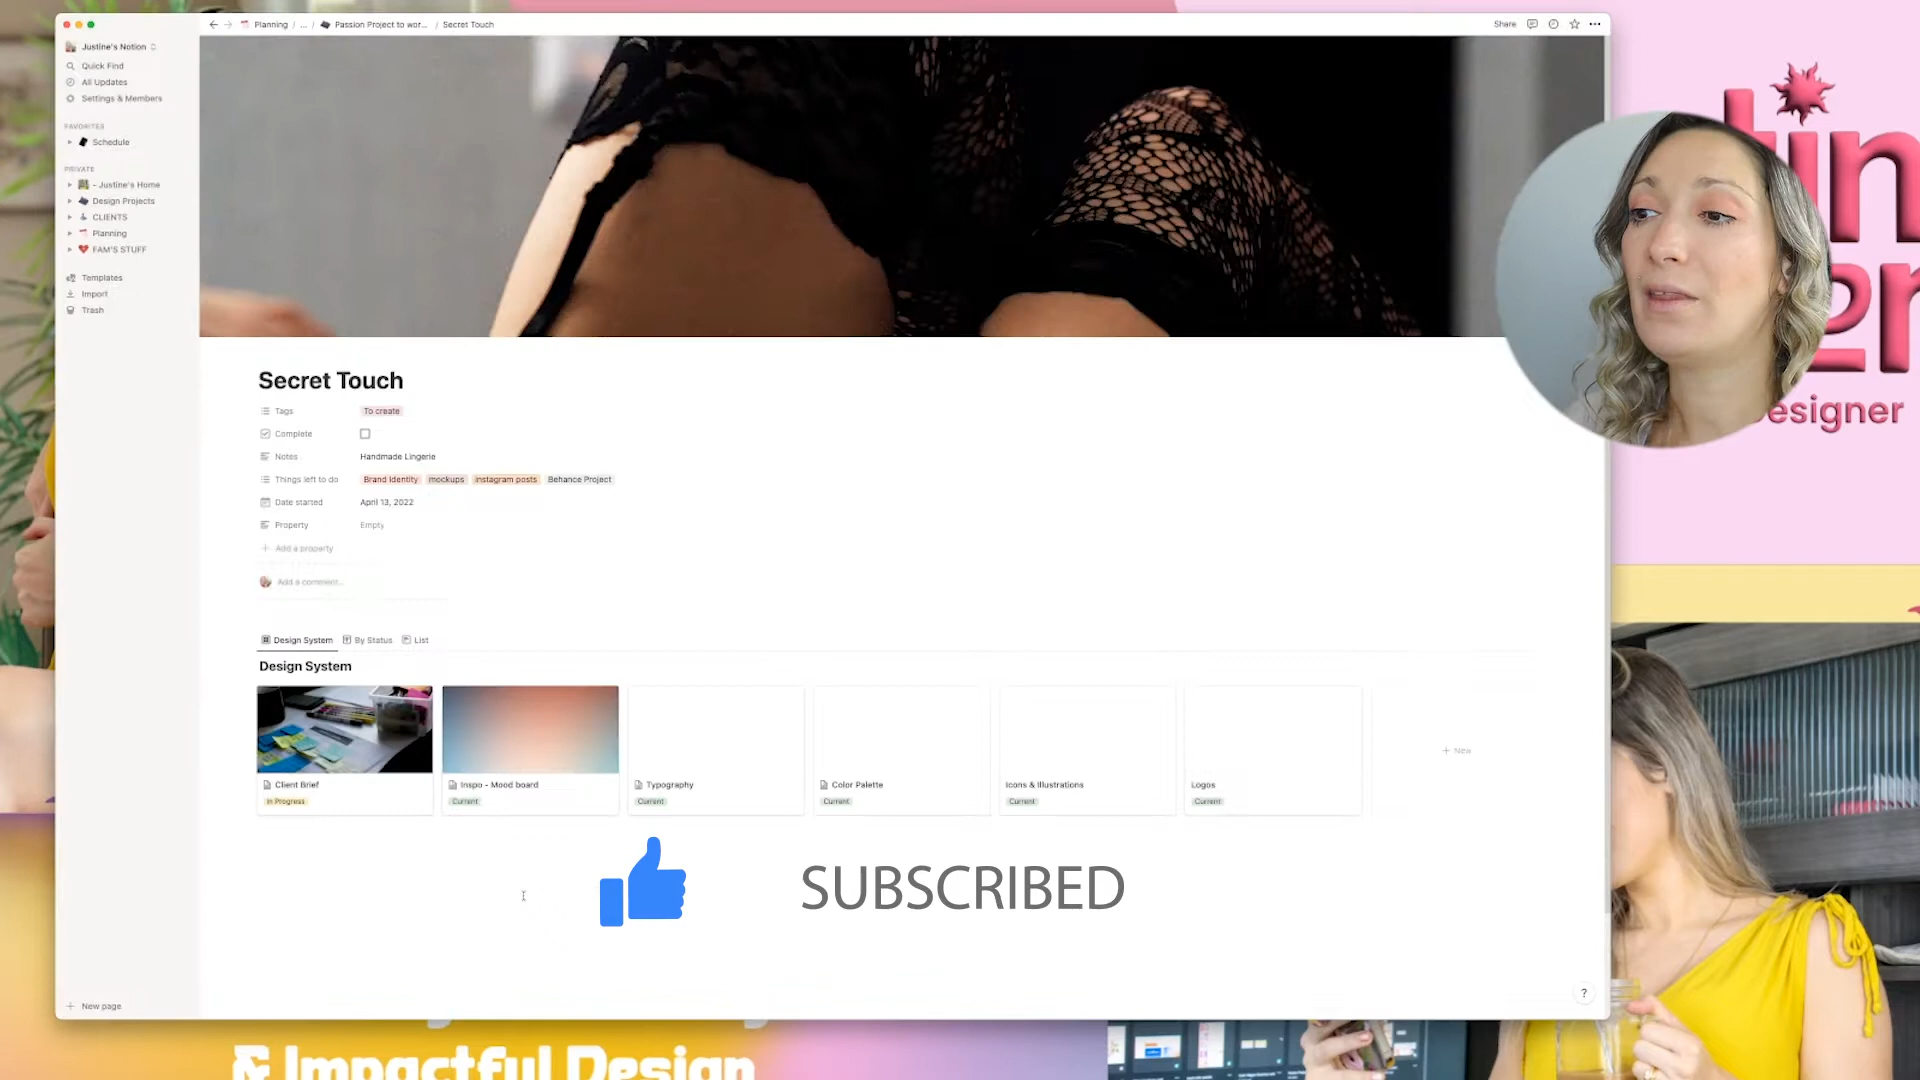 Planning / ... / Passion Project to wor... / Secret Touch
Share
Justine's Notion
Quick Find
All Updates
Settings & Members
FAVORITES
Schedule
PRIVATE
- Justine's Home
Design Projects
CLIENTS
Planning
FAM'S STUFF
Templates
Import
Trash
New page
Secret Touch
Tags To create
Complete
Notes Handmade Lingerie
Things left to do Brand Identity mockups Instagram posts Behance Project
Date started April 13, 2022
Property Empty
+ Add a property
Add a comment...
Design System By Status List
Design System
Client Brief
In Progress
Inspo - Mood board
Current
Typography
Current
Color Palette
Current
Icons & Illustrations
Current
Logos
Current
+ New
SUBSCRIBED
?
esigner
& Impactful Design